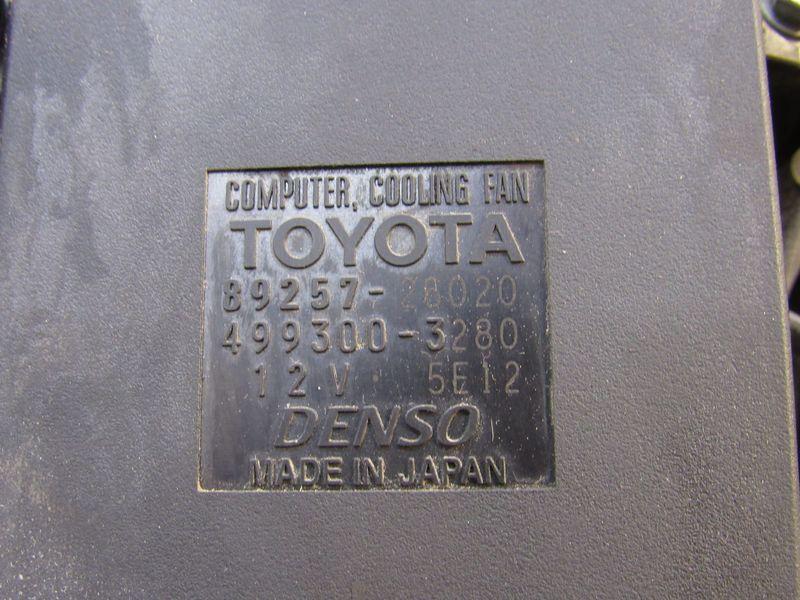 COMPUTER, COOLING FAN
TOYOTA
89257-28020
499300-3280
12V 5E12
DENSO
MADE IN JAPAN